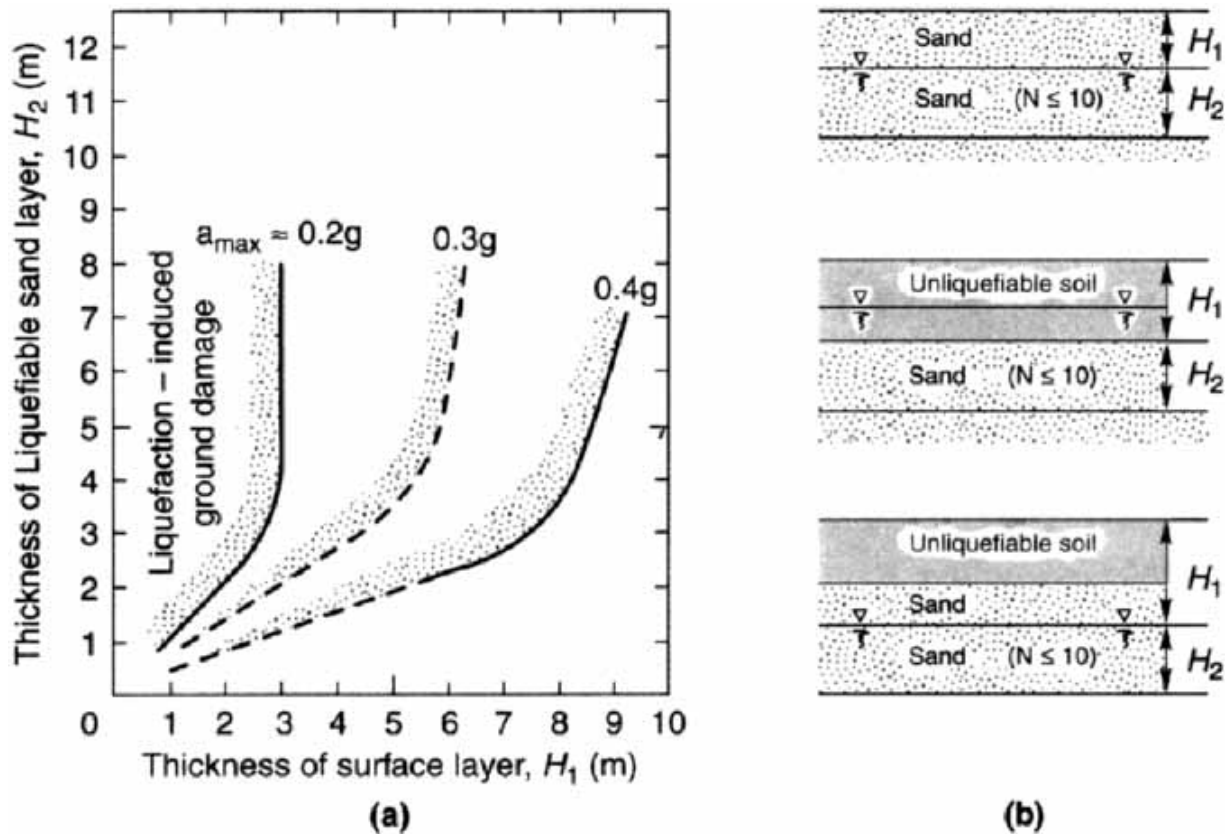 Thickness of Liquefiable sand layer, H₂ (m)
12
11
10
9
8
7
6
5
4
3
2
1
0
1
2
3
4
5
6
7
8
9
10
Thickness of surface layer, H₁ (m)
(a)
a_max = 0.2g
0.3g
0.4g
Liquefaction – induced
ground damage
Sand
H₁
Sand (N ≤ 10)
H₂
Unliquefiable soil
H₁
Sand (N ≤ 10)
H₂
Unliquefiable soil
H₁
Sand
Sand (N ≤ 10)
H₂
(b)